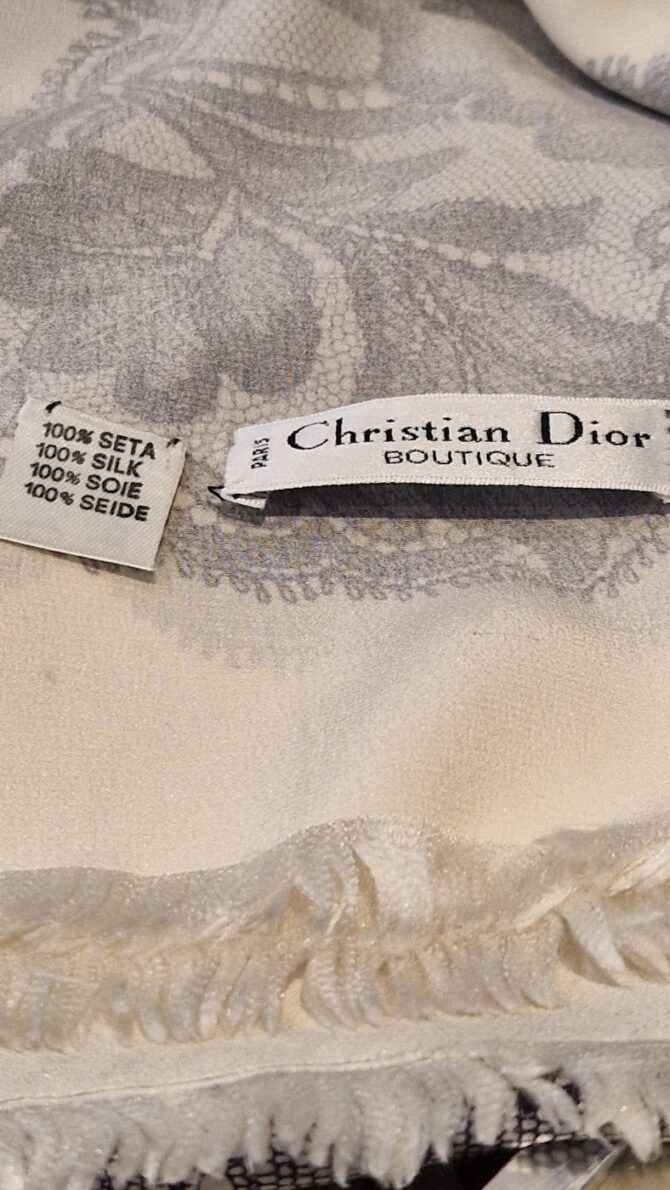 100% SETA
100% SILK
100% SOIE
100% SEIDE
PARIS
Christian Dior
BOUTIQUE